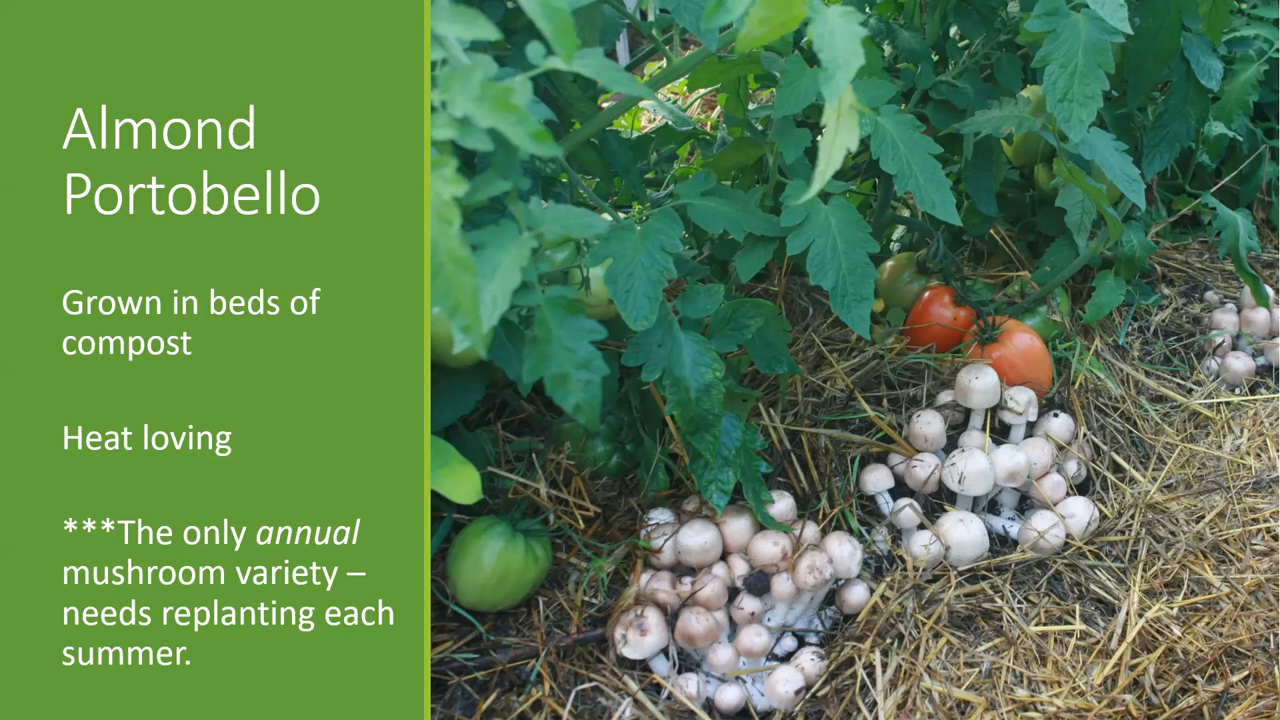 Almond
Portobello
Grown in beds of
compost
Heat loving
***The only annual
mushroom variety –
needs replanting each
summer.